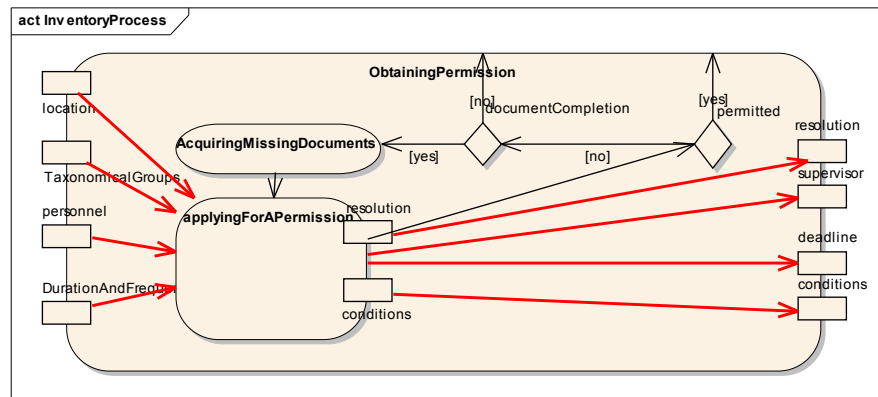 act InventoryProcess
ObtainingPermission
location
[no]
documentCompletion
[yes]
permitted
resolution
AcquiringMissingDocuments
[yes]
[no]
TaxonomicalGroups
supervisor
personnel
applyingForAPermission
resolution
deadline
DurationAndFrequen
conditions
conditions